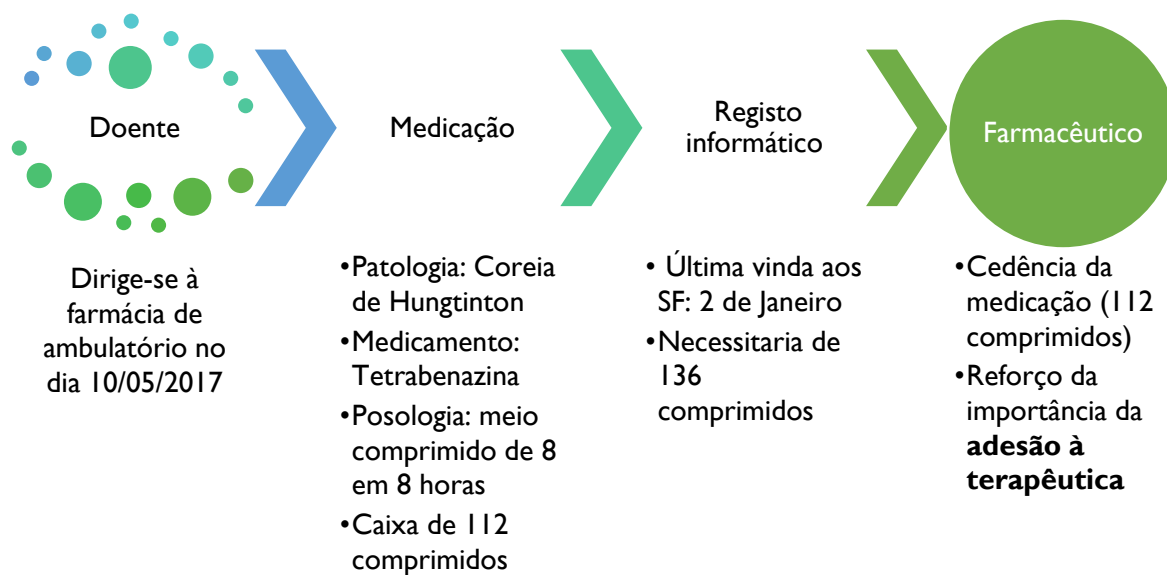 Doente
Dirige-se à
farmácia de
ambulatório no
dia 10/05/2017
Medicação
•Patologia: Coreia
de Hungtinton
•Medicamento:
Tetrabenazina
•Posologia: meio
comprimido de 8
em 8 horas
•Caixa de 112
comprimidos
Registo
informático
• Última vinda aos
SF: 2 de Janeiro
•Necessitaria de
136
comprimidos
Farmacêutico
•Cedência da
medicação (112
comprimidos)
•Reforço da
importância da
adesão à
terapêutica